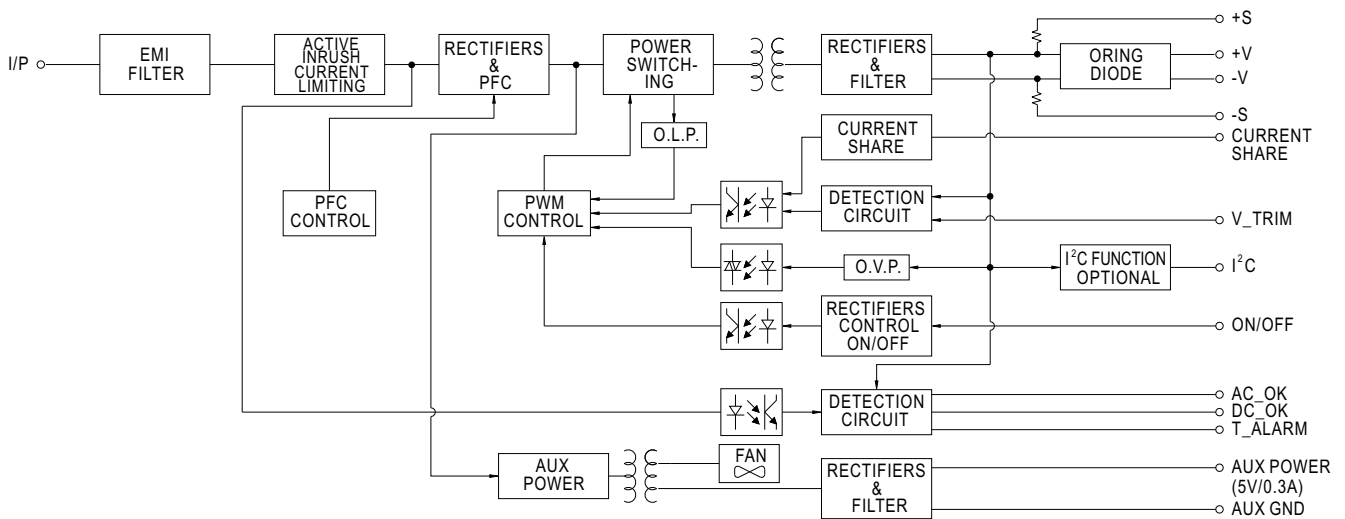 I/P
EMI
FILTER
ACTIVE
INRUSH
CURRENT
LIMITING
RECTIFIERS
&
PFC
POWER
SWITCH-
ING
RECTIFIERS
&
FILTER
ORING
DIODE
+S
+V
-V
-S
O.L.P.
CURRENT
SHARE
CURRENT
SHARE
PFC
CONTROL
PWM
CONTROL
DETECTION
CIRCUIT
V_TRIM
O.V.P.
I²C FUNCTION
OPTIONAL
I²C
RECTIFIERS
CONTROL
ON/OFF
ON/OFF
DETECTION
CIRCUIT
AC_OK
DC_OK
T_ALARM
AUX
POWER
FAN
RECTIFIERS
&
FILTER
AUX POWER
(5V/0.3A)
AUX GND